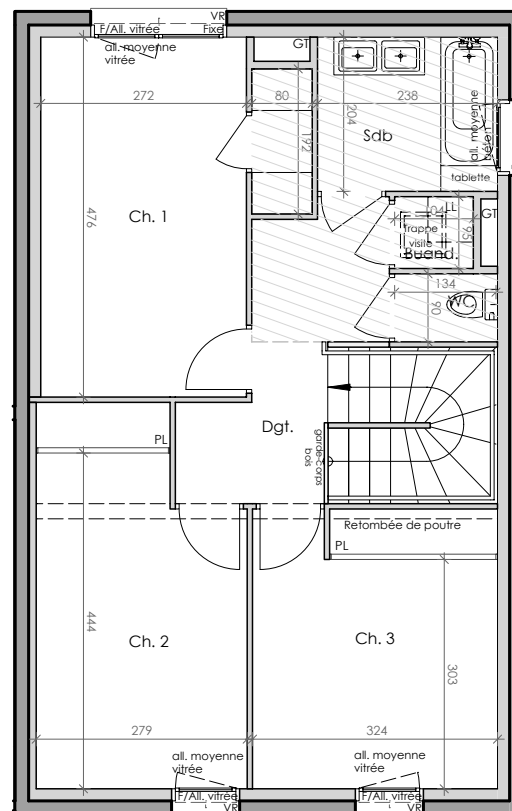 VR
F/All. vitrée Fixe
all. moyenne
vitrée
GT
272
80
238
204
192
Sdb
all. moyenne
tablette
Ch. 1
476
LL
104
GT
Trappe
visite
95
Buand.
134
WC
90
Dgt.
garde-corps
bois
PL
Retombée de poutre
PL
444
Ch. 2
Ch. 3
303
279
324
all. moyenne
vitrée
all. moyenne
vitrée
F/All. vitrée
F/All. vitrée
VR
VR